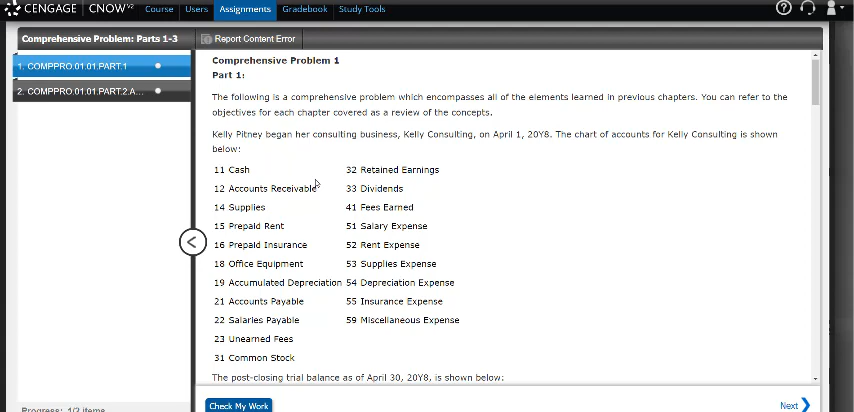 CENGAGE CNOWv2 Course Users Assignments Gradebook Study Tools
Comprehensive Problem: Parts 1-3 Report Content Error
1. COMPPRO.01.01.PART.1
2. COMPPRO.01.01.PART.2.A...
Comprehensive Problem 1
Part 1:
The following is a comprehensive problem which encompasses all of the elements learned in previous chapters. You can refer to the
objectives for each chapter covered as a review of the concepts.
Kelly Pitney began her consulting business, Kelly Consulting, on April 1, 20Y8. The chart of accounts for Kelly Consulting is shown
below:
11 Cash 32 Retained Earnings
12 Accounts Receivable 33 Dividends
14 Supplies 41 Fees Earned
15 Prepaid Rent 51 Salary Expense
16 Prepaid Insurance 52 Rent Expense
18 Office Equipment 53 Supplies Expense
19 Accumulated Depreciation 54 Depreciation Expense
21 Accounts Payable 55 Insurance Expense
22 Salaries Payable 59 Miscellaneous Expense
23 Unearned Fees
31 Common Stock
The post-closing trial balance as of April 30, 20Y8, is shown below:
Progress: 1/2 items
Check My Work Next